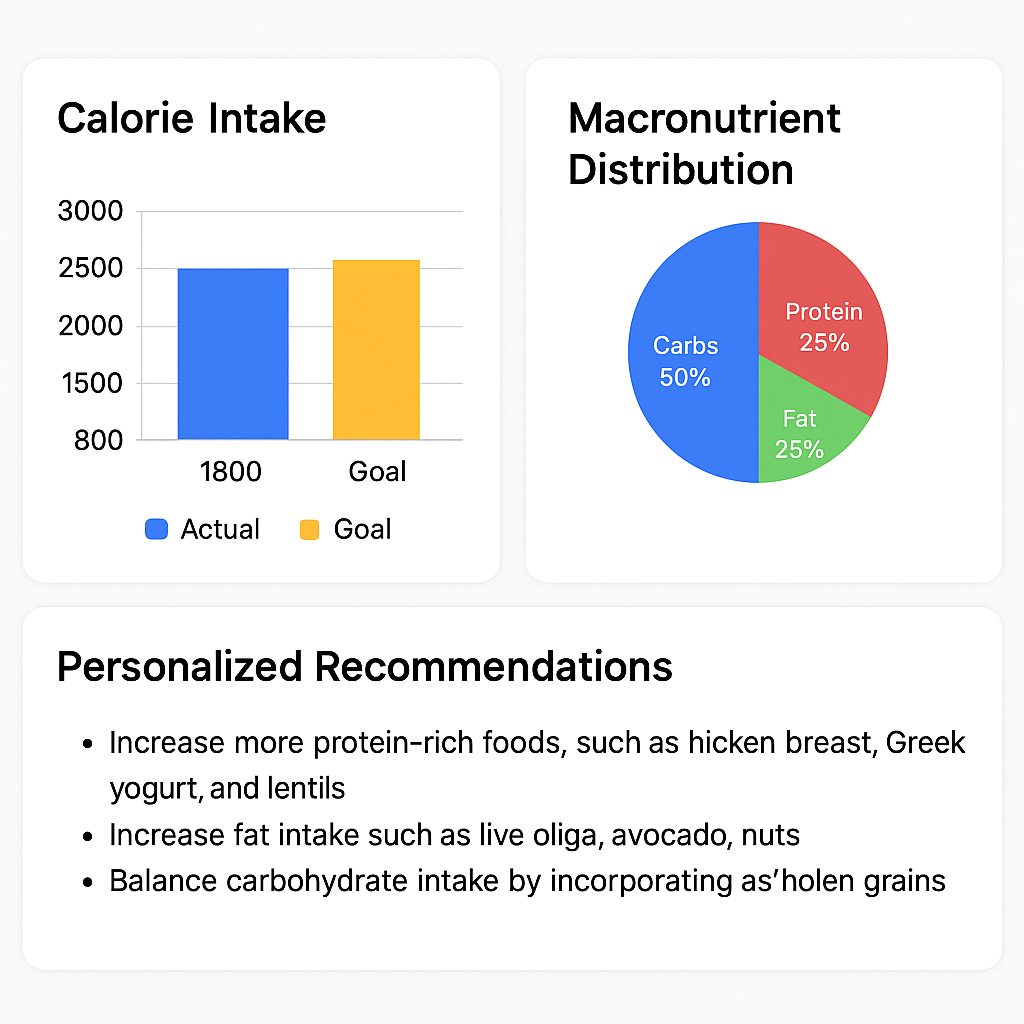 Calorie Intake
3000
2500
2000
1500
800
1800 Goal
Actual Goal
Macronutrient
Distribution
Protein
25%
Carbs
50%
Fat
25%
Personalized Recommendations
• Increase more protein-rich foods, such as hicken breast, Greek
yogurt, and lentils
• Increase fat intake such as live oliga, avocado, nuts
• Balance carbohydrate intake by incorporating as’holen grains